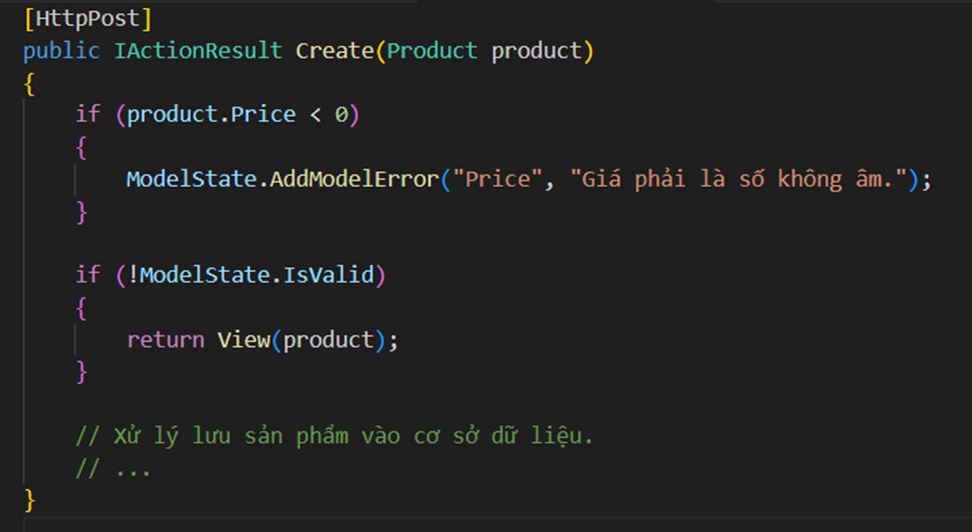 [HttpPost]
public IActionResult Create(Product product)
{
    if (product.Price < 0)
    {
        ModelState.AddModelError("Price", "Giá phải là số không âm.");
    }

    if (!ModelState.IsValid)
    {
        return View(product);
    }

    // Xử lý lưu sản phẩm vào cơ sở dữ liệu.
    // ...
}